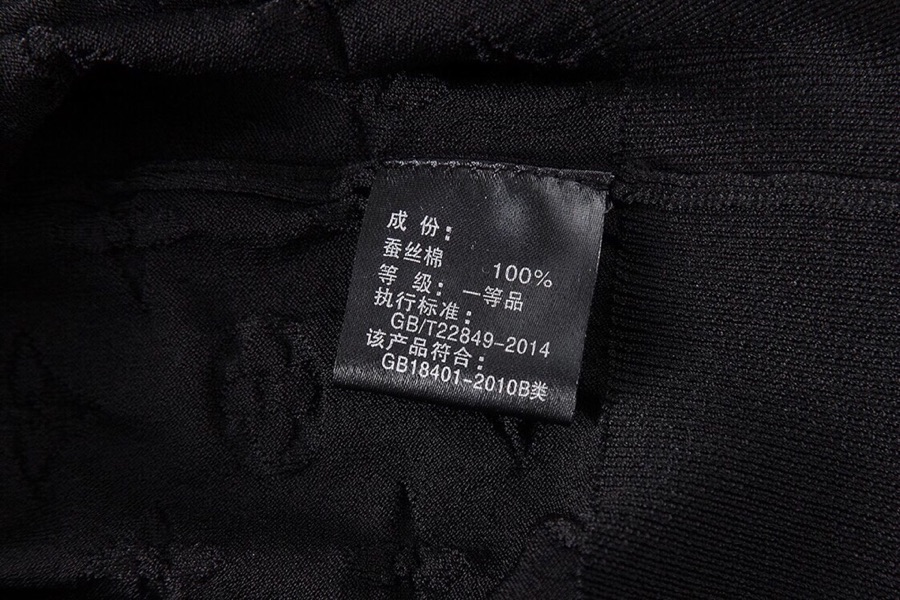 成 份：
蚕丝棉 100%
等 级：一等品
执行标准：
GB/T22849-2014
该产品符合：
GB18401-2010B类